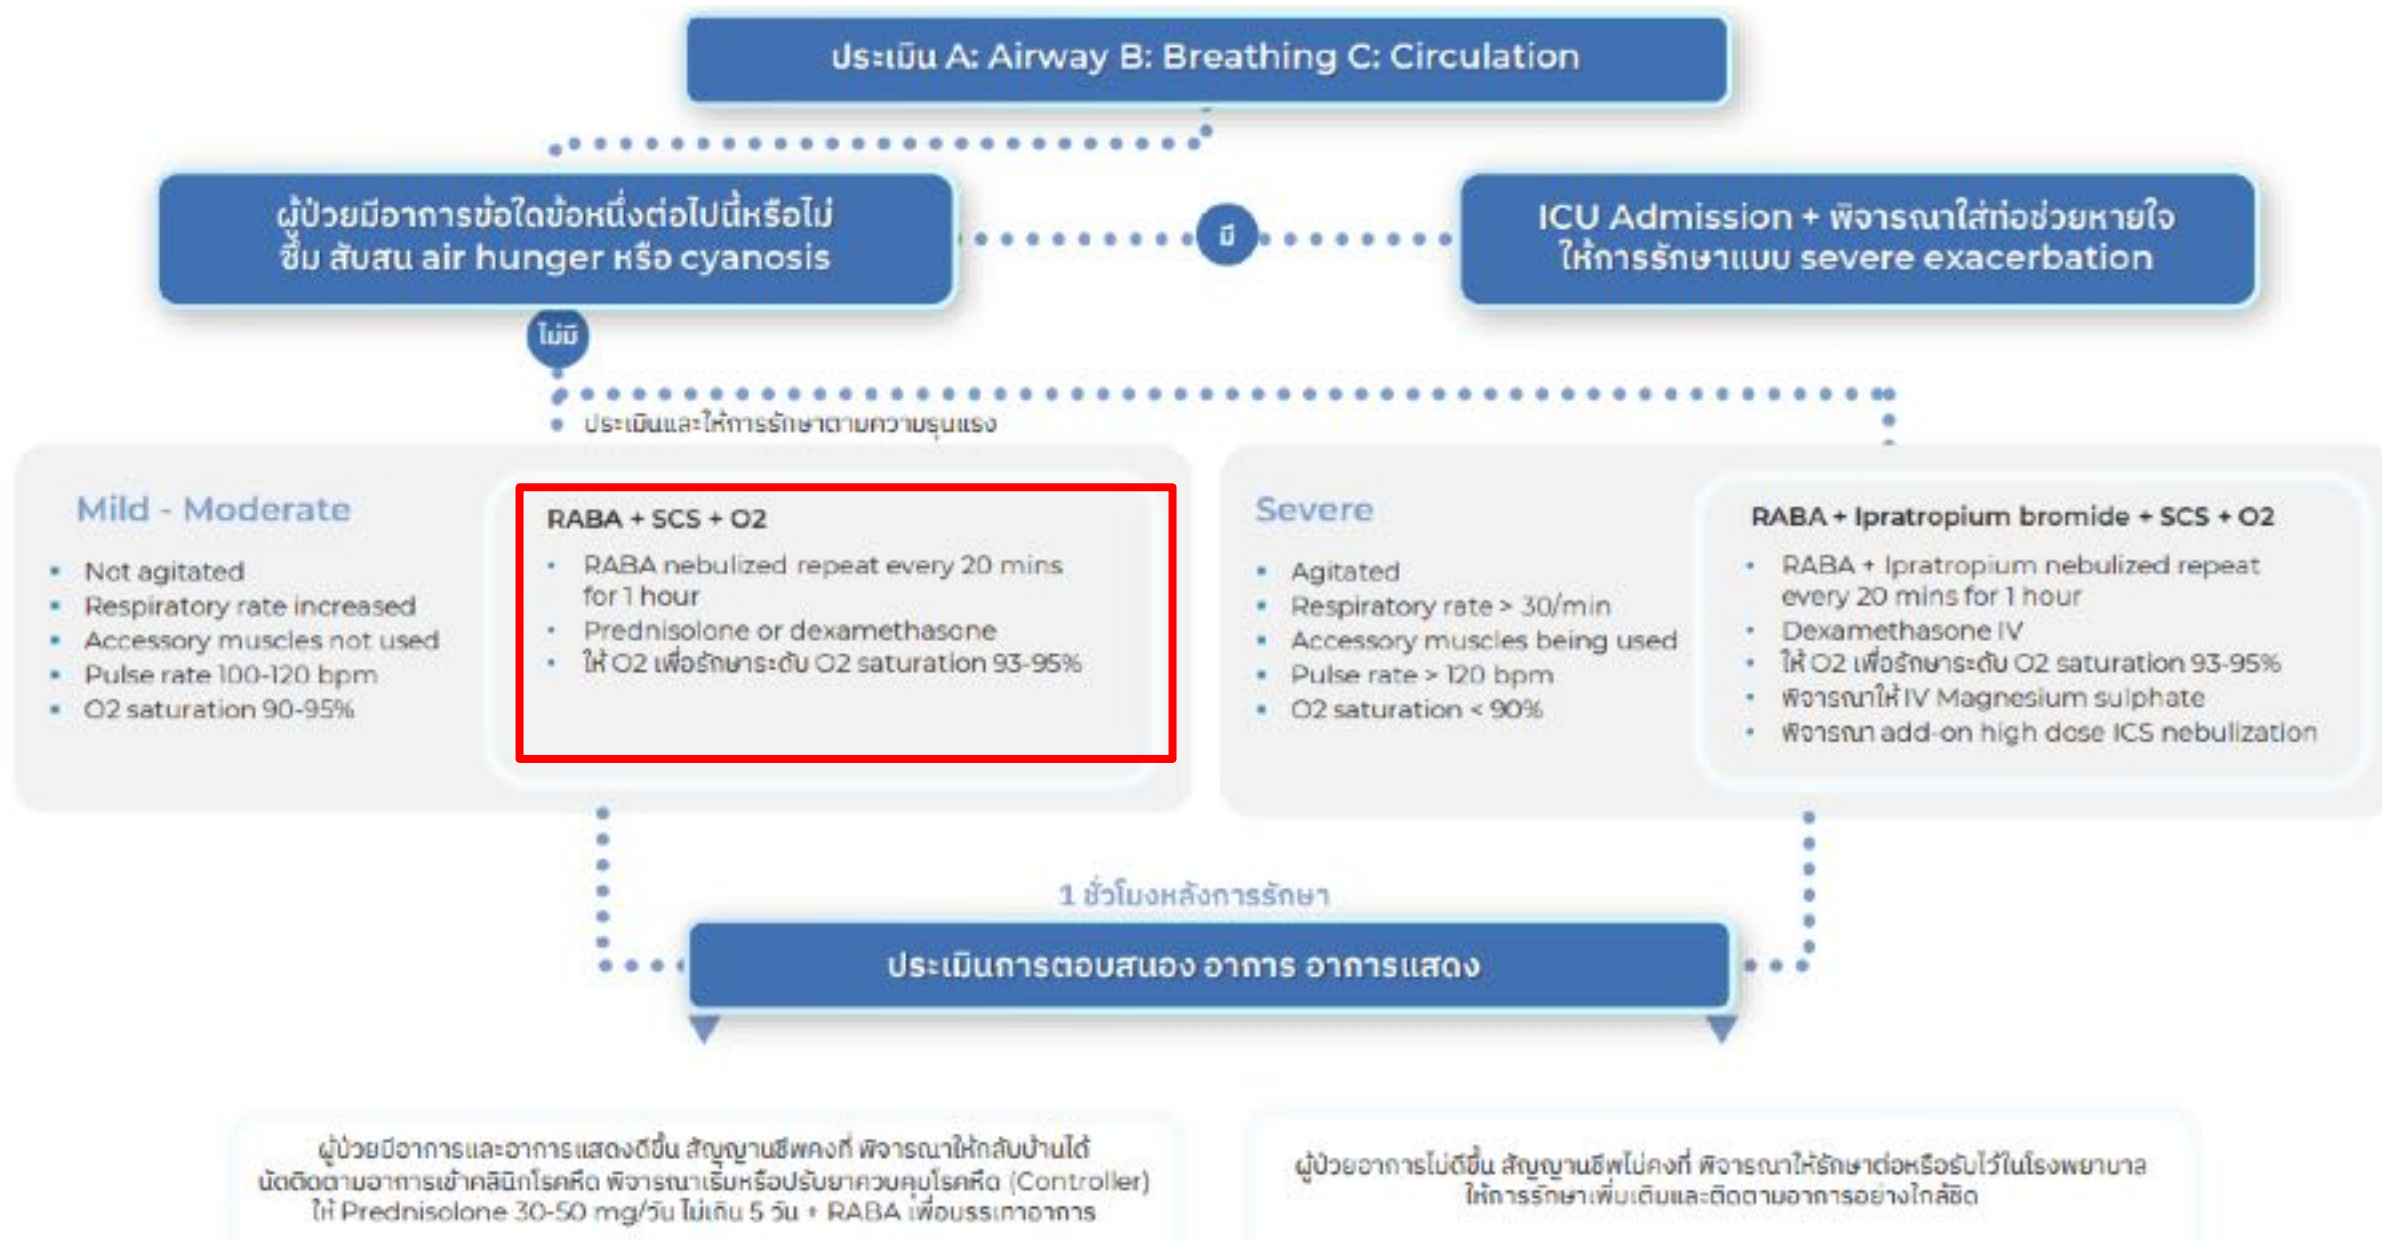 ประเมิน A: Airway B: Breathing C: Circulation
ผู้ป่วยมีอาการข้อใดข้อหนึ่งต่อไปนี้หรือไม่
ซึม สับสน air hunger หรือ cyanosis
มี
ICU Admission + พิจารณาใส่ท่อช่วยหายใจ
ให้การรักษาแบบ severe exacerbation
ไม่มี
ประเมินและให้การรักษาตามความรุนแรง
Mild - Moderate
• Not agitated
• Respiratory rate increased
• Accessory muscles not used
• Pulse rate 100-120 bpm
• O2 saturation 90-95%
RABA + SCS + O2
• RABA nebulized repeat every 20 mins
for 1 hour
• Prednisolone or dexamethasone
• ให้ O2 เพื่อรักษาระดับ O2 saturation 93-95%
Severe
• Agitated
• Respiratory rate > 30/min
• Accessory muscles being used
• Pulse rate > 120 bpm
• O2 saturation < 90%
RABA + Ipratropium bromide + SCS + O2
• RABA + Ipratropium nebulized repeat
every 20 mins for 1 hour
• Dexamethasone IV
• ให้ O2 เพื่อรักษาระดับ O2 saturation 93-95%
• พิจารณาให้ IV Magnesium sulphate
• พิจารณา add-on high dose ICS nebulization
1 ชั่วโมงหลังการรักษา
ประเมินการตอบสนอง อาการ อาการแสดง
ผู้ป่วยมีอาการและอาการแสดงดีขึ้น สัญญานชีพคงที่ พิจารณาให้กลับบ้านได้
นัดติดตามอาการเข้าคลินิกโรคหืด พิจารณาเริ่มหรือปรับยาควบคุมโรคหืด (Controller)
ให้ Prednisolone 30-50 mg/วัน ไม่เกิน 5 วัน + RABA เพื่อบรรเทาอาการ
ผู้ป่วยอาการไม่ดีขึ้น สัญญานชีพไม่คงที่ พิจารณาให้รักษาต่อหรือรับไว้ในโรงพยาบาล
ให้การรักษาเพิ่มเติมและติดตามอาการอย่างใกล้ชิด